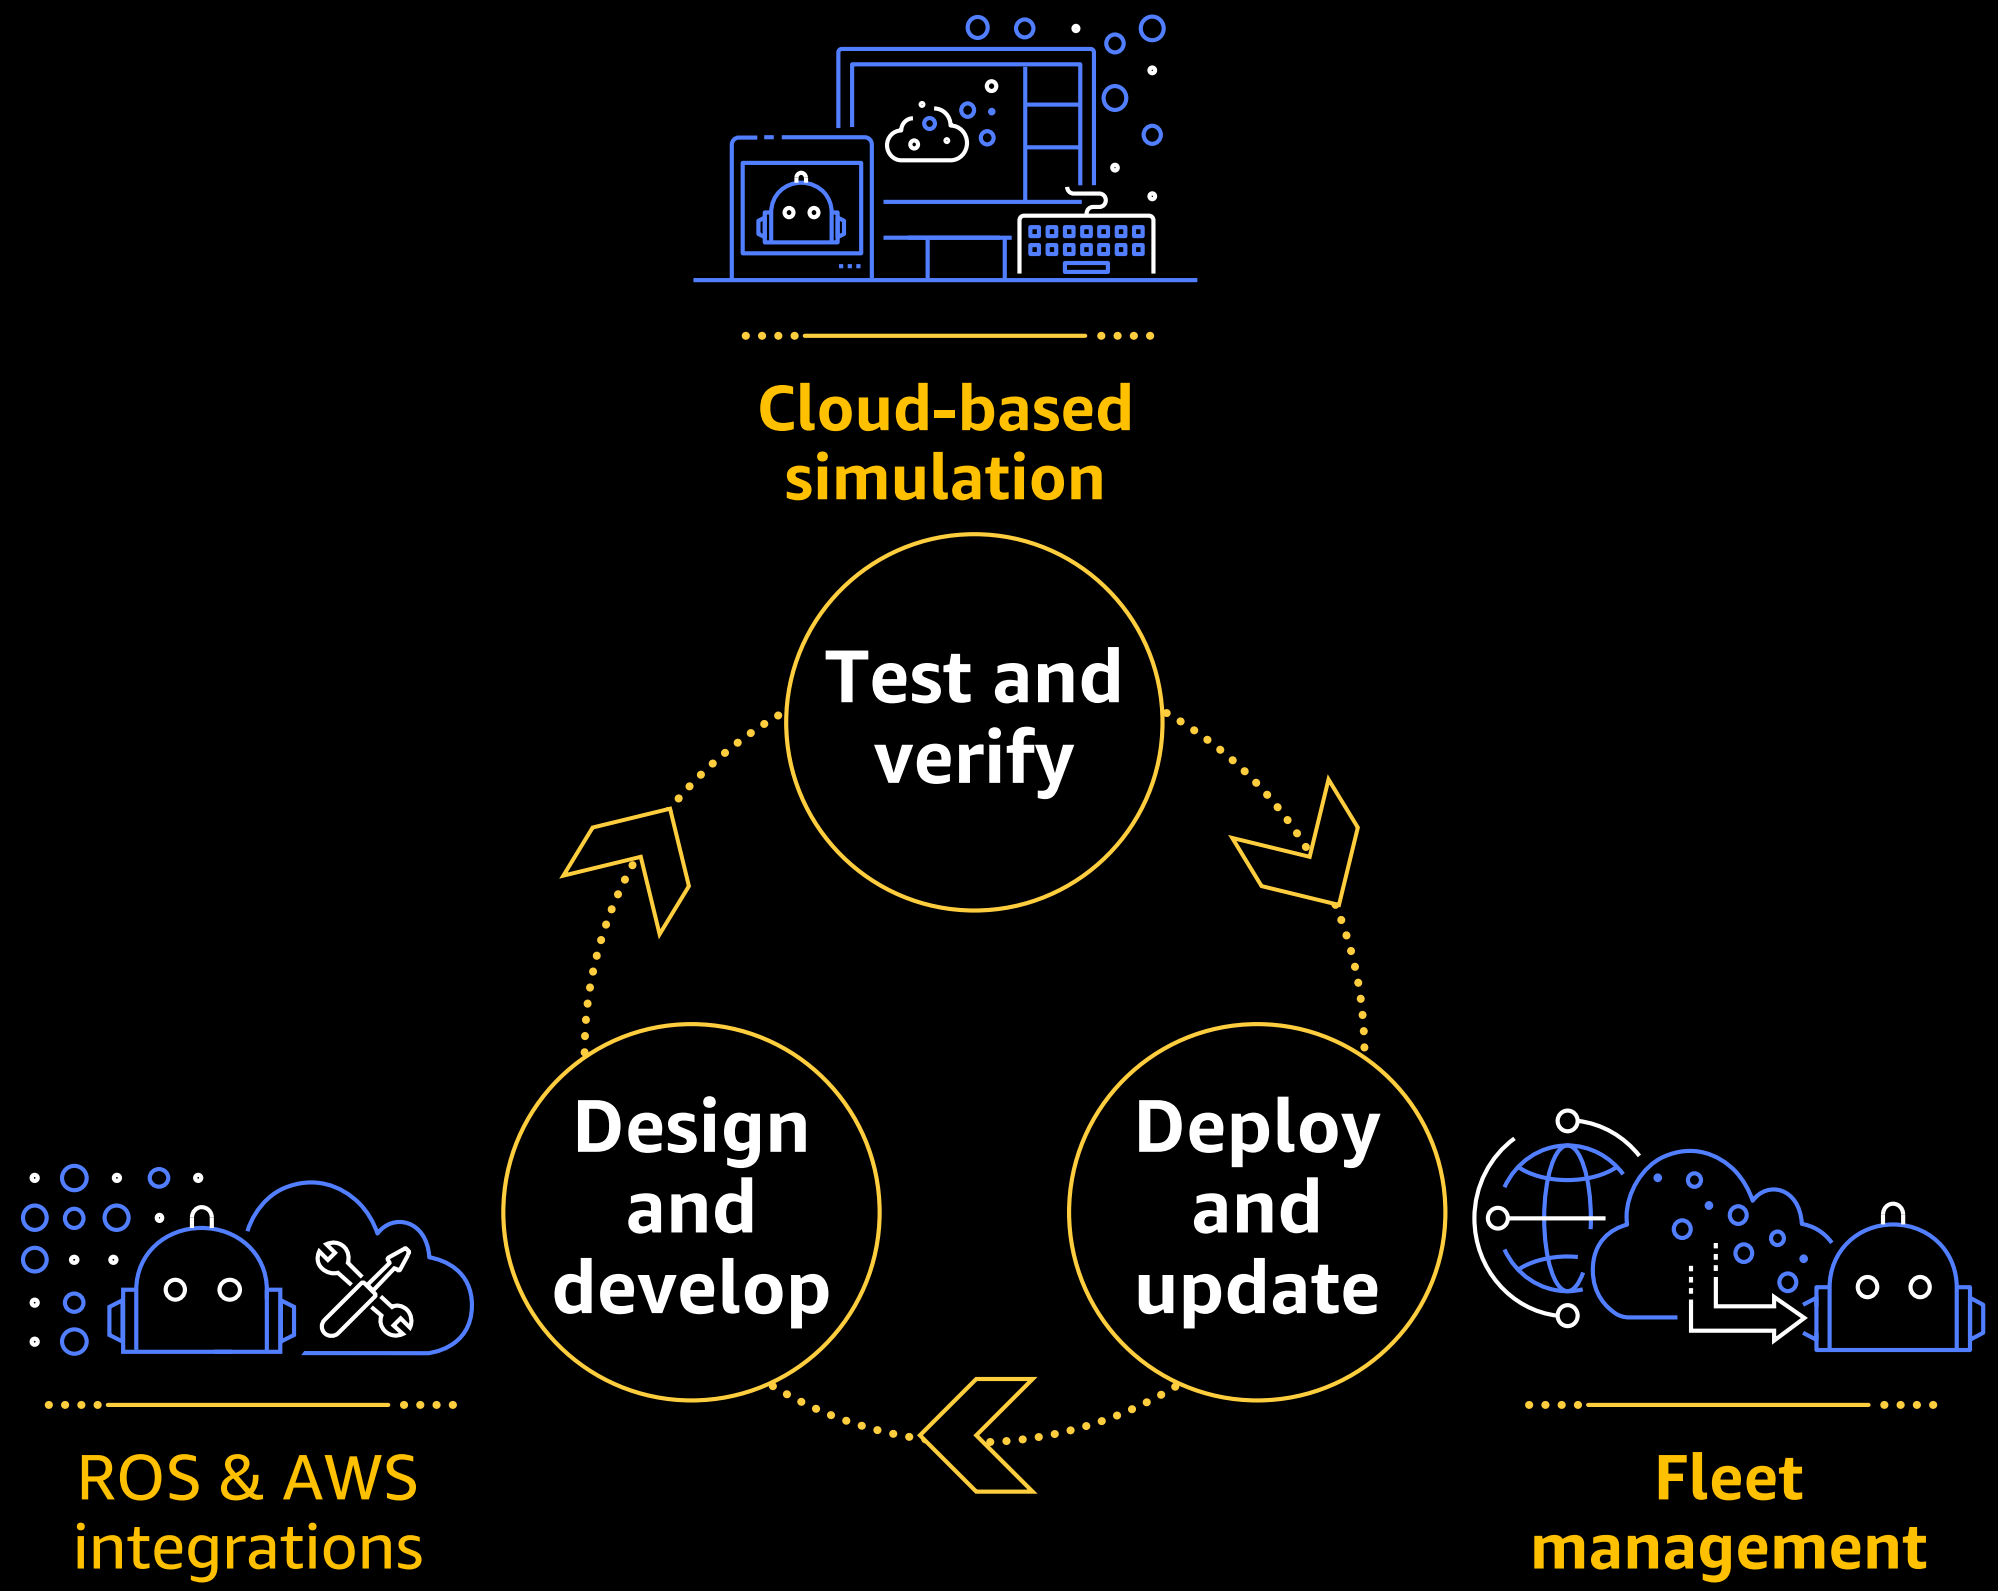 Cloud-based
simulation
Test and
verify
Design
and
develop
Deploy
and
update
ROS & AWS
integrations
Fleet
management